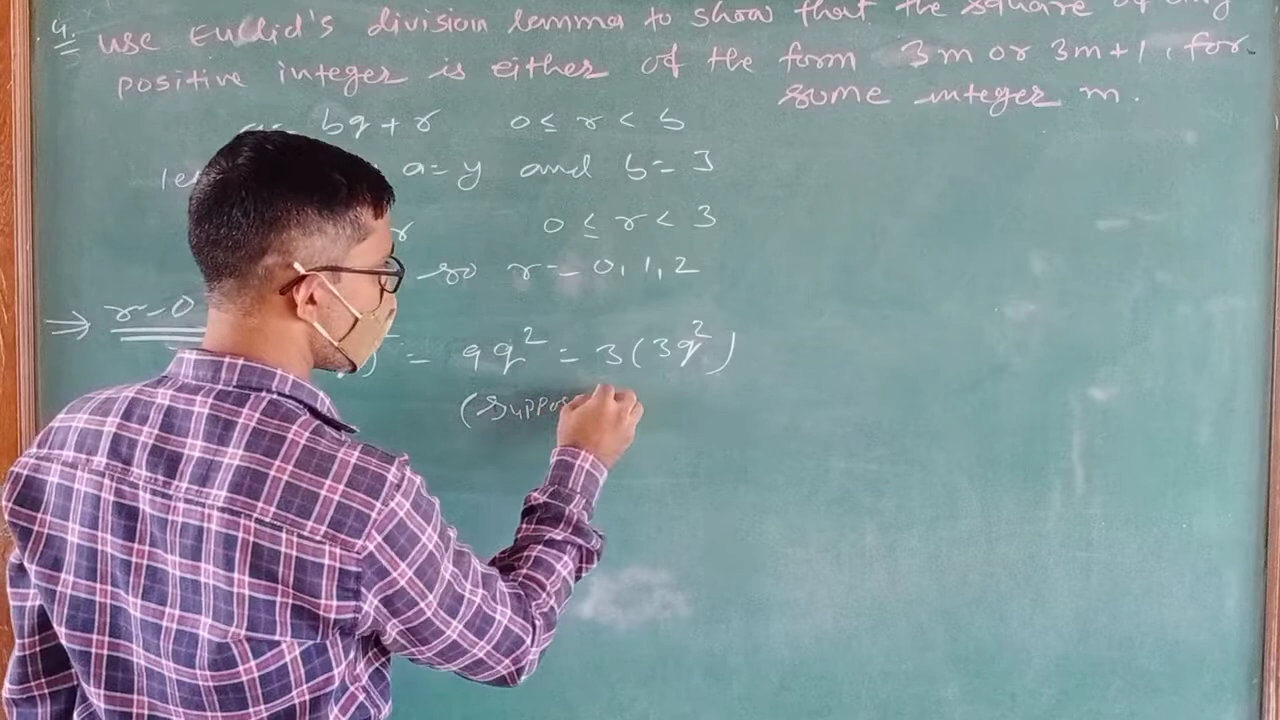 4. Use Euclid's division lemma to show that the square of any
positive integer is either of the form 3m or 3m+1, for
some integer m.
a= bq+r 0 ≤ r < b
let a=y and b=3
r 0 ≤ r < 3
so r= 0,1,2
⇒ r=0
= 9q² = 3(3q²)
(Suppos